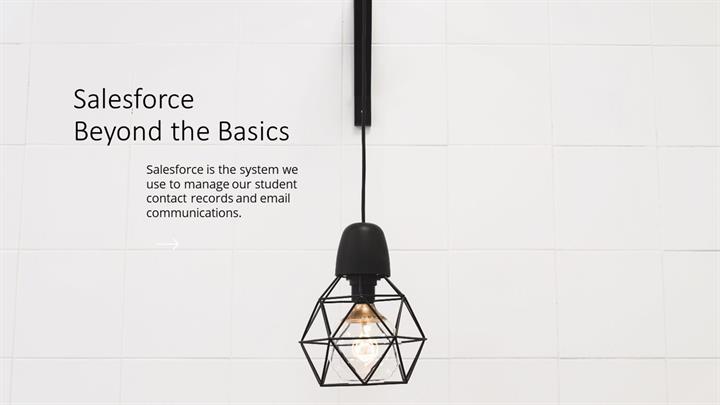 Salesforce
Beyond the Basics
Salesforce is the system we
use to manage our student
contact records and email
communications.